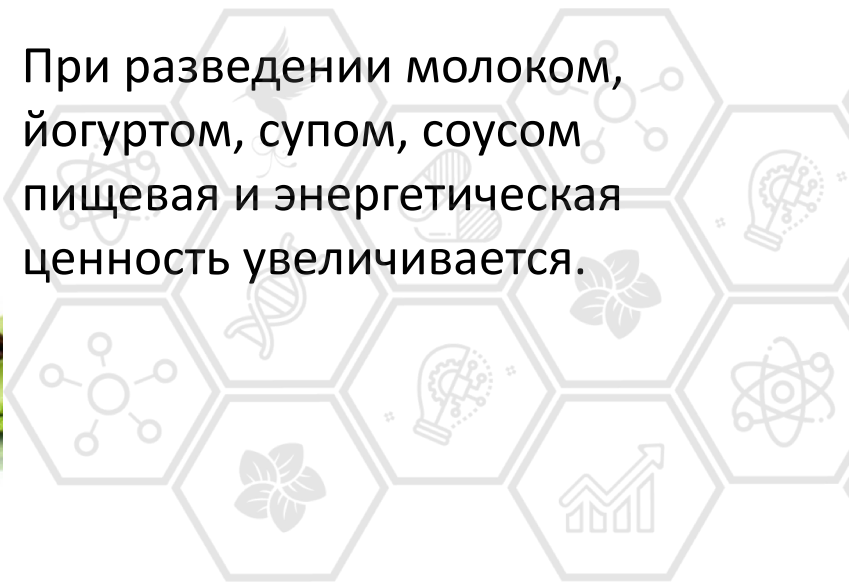 При разведении молоком,
йогуртом, супом, соусом
пищевая и энергетическая
ценность увеличивается.